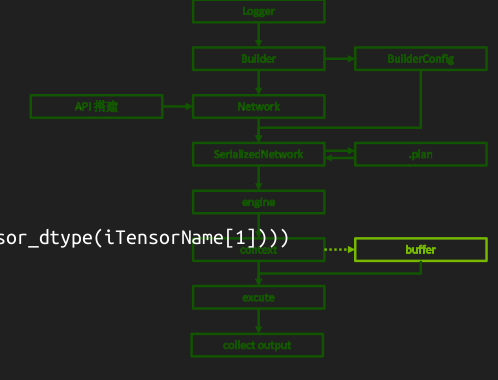 Logger
Builder
BuilderConfig
API 搭建
Network
SerializedNetwork
.plan
engine
sor_dtype(iTensorName[1])))
context
buffer
excute
collect output